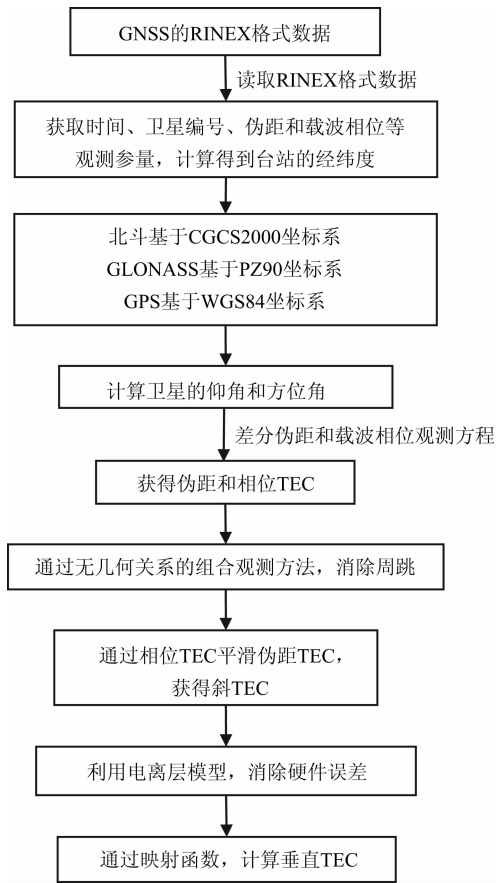 GNSS的RINEX格式数据
读取RINEX格式数据
获取时间、卫星编号、伪距和载波相位等
观测参量，计算得到台站的经纬度
北斗基于CGCS2000坐标系
GLONASS基于PZ90坐标系
GPS基于WGS84坐标系
计算卫星的仰角和方位角
差分伪距和载波相位观测方程
获得伪距和相位TEC
通过无几何关系的组合观测方法，消除周跳
通过相位TEC平滑伪距TEC，
获得斜TEC
利用电离层模型，消除硬件误差
通过映射函数，计算垂直TEC